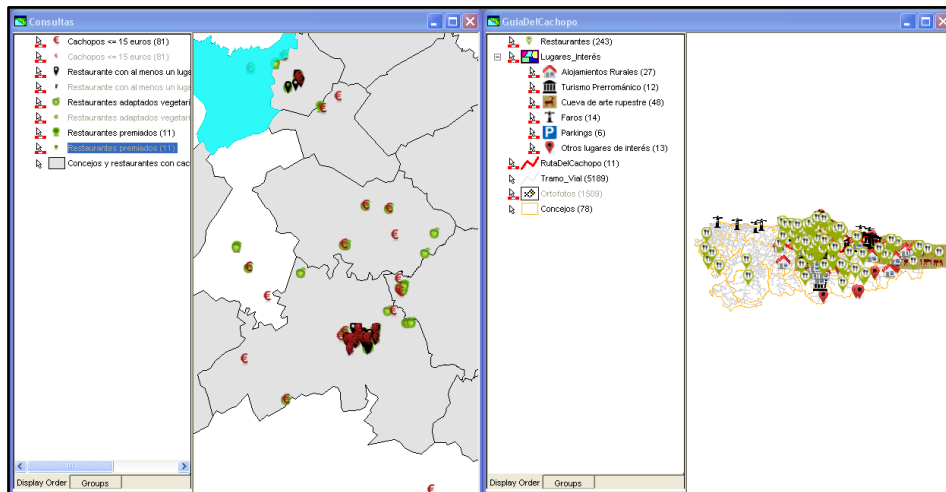 Consultas
Cachopos <= 15 euros (81)
Cachopos <= 15 euros (81)
Restaurante con al menos un luga
Restaurante con al menos un lug
Restaurantes adaptados vegetari
Restaurantes adaptados vegetari
Restaurantes premiados (11)
Restaurantes premiados (11)
Concejos y restaurantes con cac
Display Order
Groups
GuiaDelCachopo
Restaurantes (243)
Lugares_Interés
Alojamientos Rurales (27)
Turismo Prerrománico (12)
Cueva de arte rupestre (48)
Faros (14)
Parkings (6)
Otros lugares de interés (13)
RutaDelCachopo (11)
Tramo_Vial (5189)
Ortofotos (1509)
Concejos (78)
Display Order
Groups